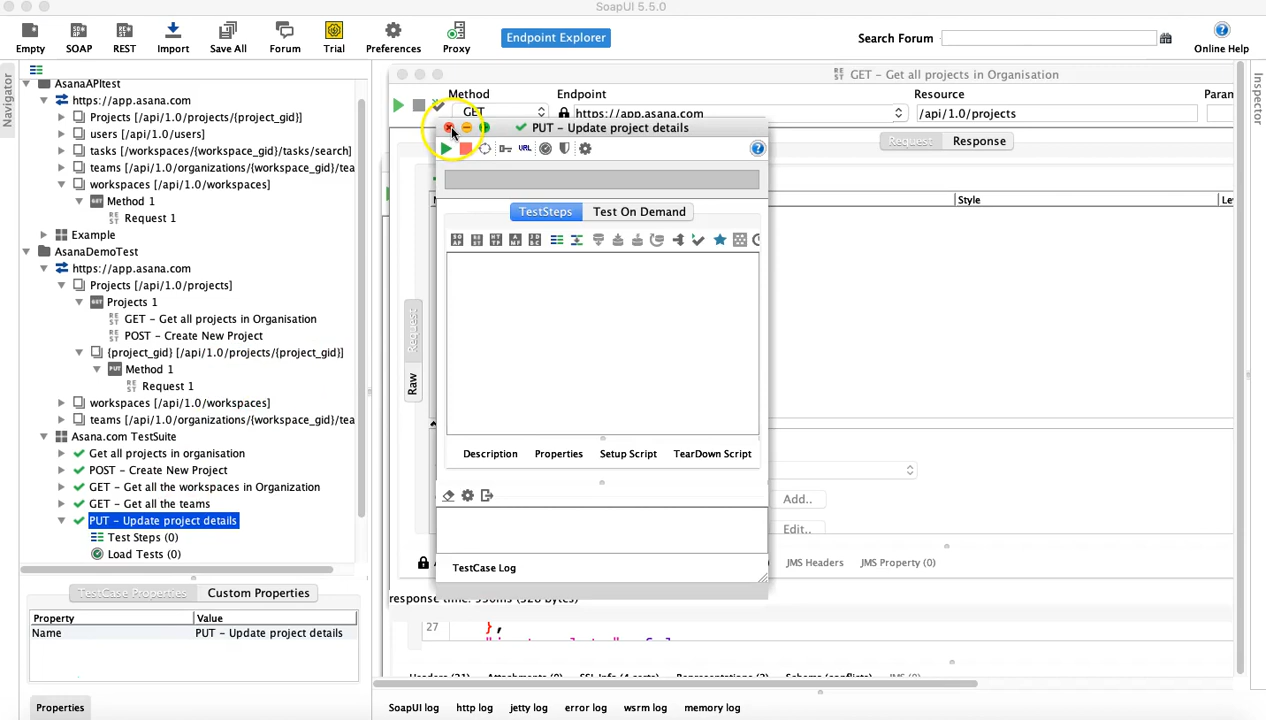 SoapUI 5.5.0
Empty SOAP REST Import Save All Forum Trial Preferences Proxy
Endpoint Explorer
Search Forum
Online Help
Navigator
Inspector
AsanaAPItest
https://app.asana.com
Projects [/api/1.0/projects/{project_gid}]
users [/api/1.0/users]
tasks [/workspaces/{workspace_gid}/tasks/search]
teams [/api/1.0/organizations/{workspace_gid}/tea
workspaces [/api/1.0/workspaces]
Method 1
Request 1
Example
AsanaDemoTest
https://app.asana.com
Projects [/api/1.0/projects]
Projects 1
GET - Get all projects in Organisation
POST - Create New Project
{project_gid} [/api/1.0/projects/{project_gid}]
Method 1
Request 1
workspaces [/api/1.0/workspaces]
teams [/api/1.0/organizations/{workspace_gid}/tea
Asana.com TestSuite
Get all projects in organisation
POST - Create New Project
GET - Get all the workspaces in Organization
GET - Get all the teams
PUT - Update project details
Test Steps (0)
Load Tests (0)
TestCase Properties Custom Properties
Property Value
Name PUT - Update project details
Properties
GET - Get all projects in Organisation
Method Endpoint Resource Param
GET https://app.asana.com /api/1.0/projects
Request Response
Style Le
Request
Raw
PUT - Update project details
URL
TestSteps Test On Demand
Description Properties Setup Script TearDown Script
TestCase Log
Add..
Edit..
JMS Headers JMS Property (0)
27 },
SoapUI log http log jetty log error log wsrm log memory log